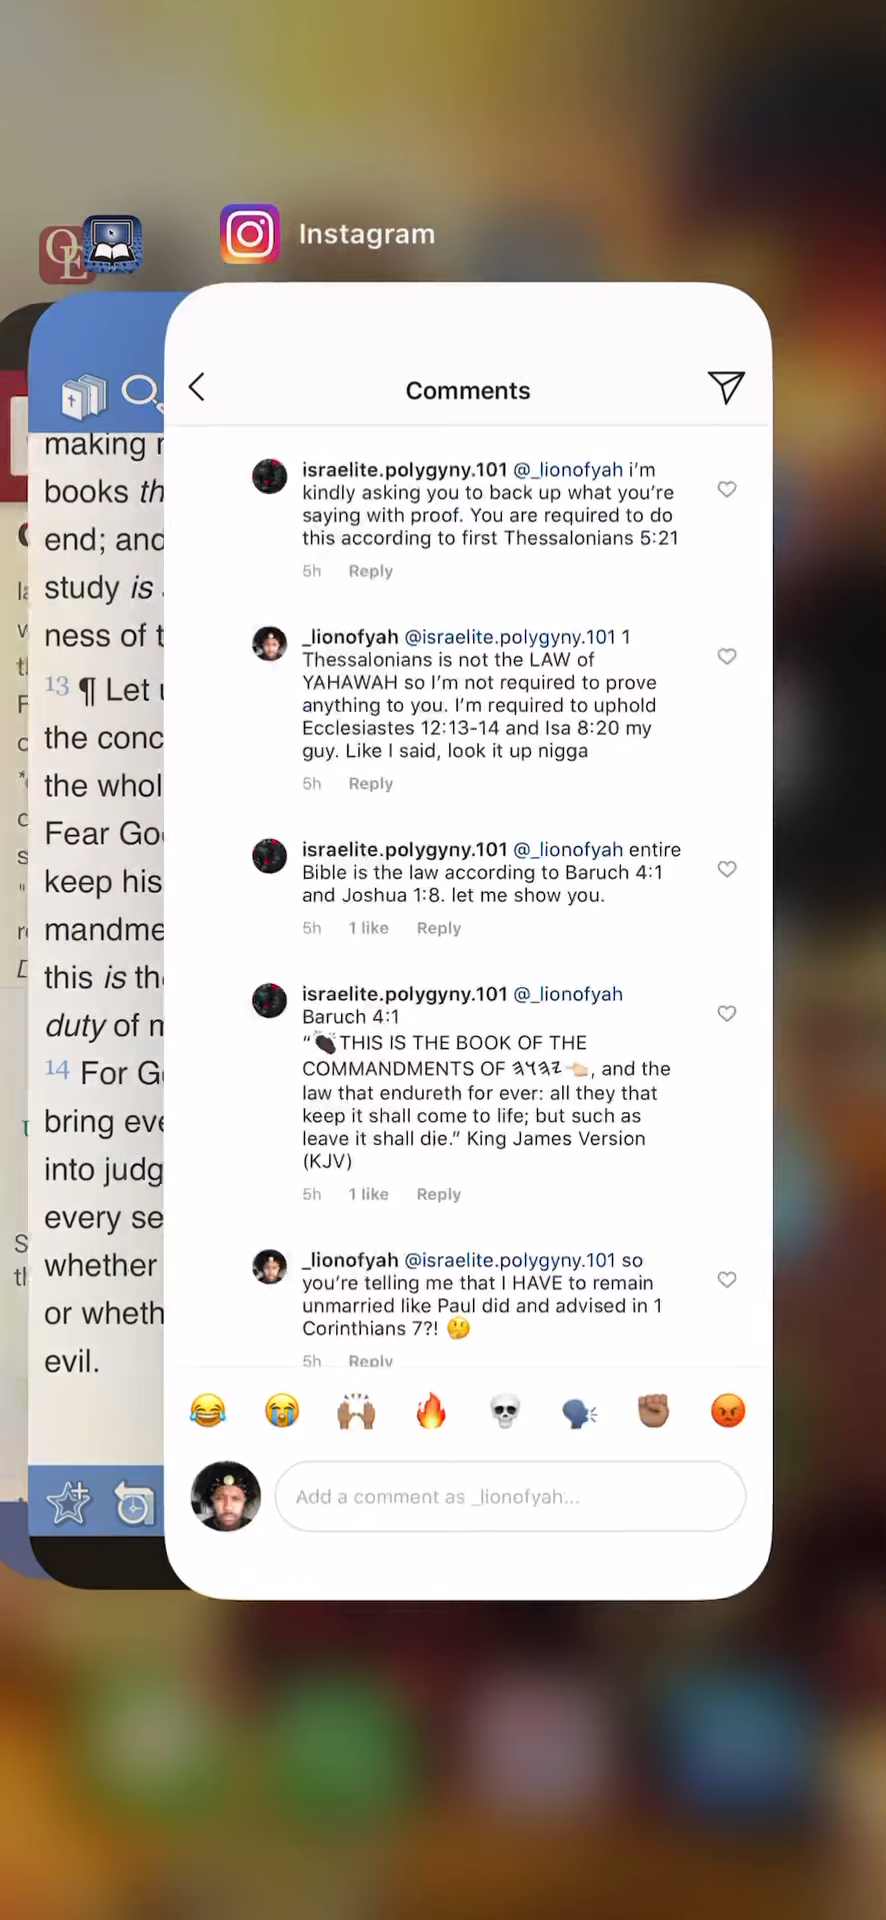 OE
Instagram
Comments
israelite.polygyny.101 @_lionofyah i'm
kindly asking you to back up what you're
saying with proof. You are required to do
this according to first Thessalonians 5:21
5h Reply
_lionofyah @israelite.polygyny.101 1
Thessalonians is not the LAW of
YAHAWAH so I'm not required to prove
anything to you. I'm required to uphold
Ecclesiastes 12:13-14 and Isa 8:20 my
guy. Like I said, look it up nigga
5h Reply
israelite.polygyny.101 @_lionofyah entire
Bible is the law according to Baruch 4:1
and Joshua 1:8. let me show you.
5h 1 like Reply
israelite.polygyny.101 @_lionofyah
Baruch 4:1
“👏🏿THIS IS THE BOOK OF THE
COMMANDMENTS OF 𐤉𐤄𐤅𐤄👈🏻, and the
law that endureth for ever: all they that
keep it shall come to life; but such as
leave it shall die.” King James Version
(KJV)
5h 1 like Reply
_lionofyah @israelite.polygyny.101 so
you're telling me that I HAVE to remain
unmarried like Paul did and advised in 1
Corinthians 7?! 🤔
5h Reply
Add a comment as _lionofyah...
making
books th
end; and
study is
ness of t
13 ¶ Let
the conc
the whol
Fear Go
keep his
mandme
this is th
duty of m
14 For G
bring eve
into judg
every se
whether
or wheth
evil.